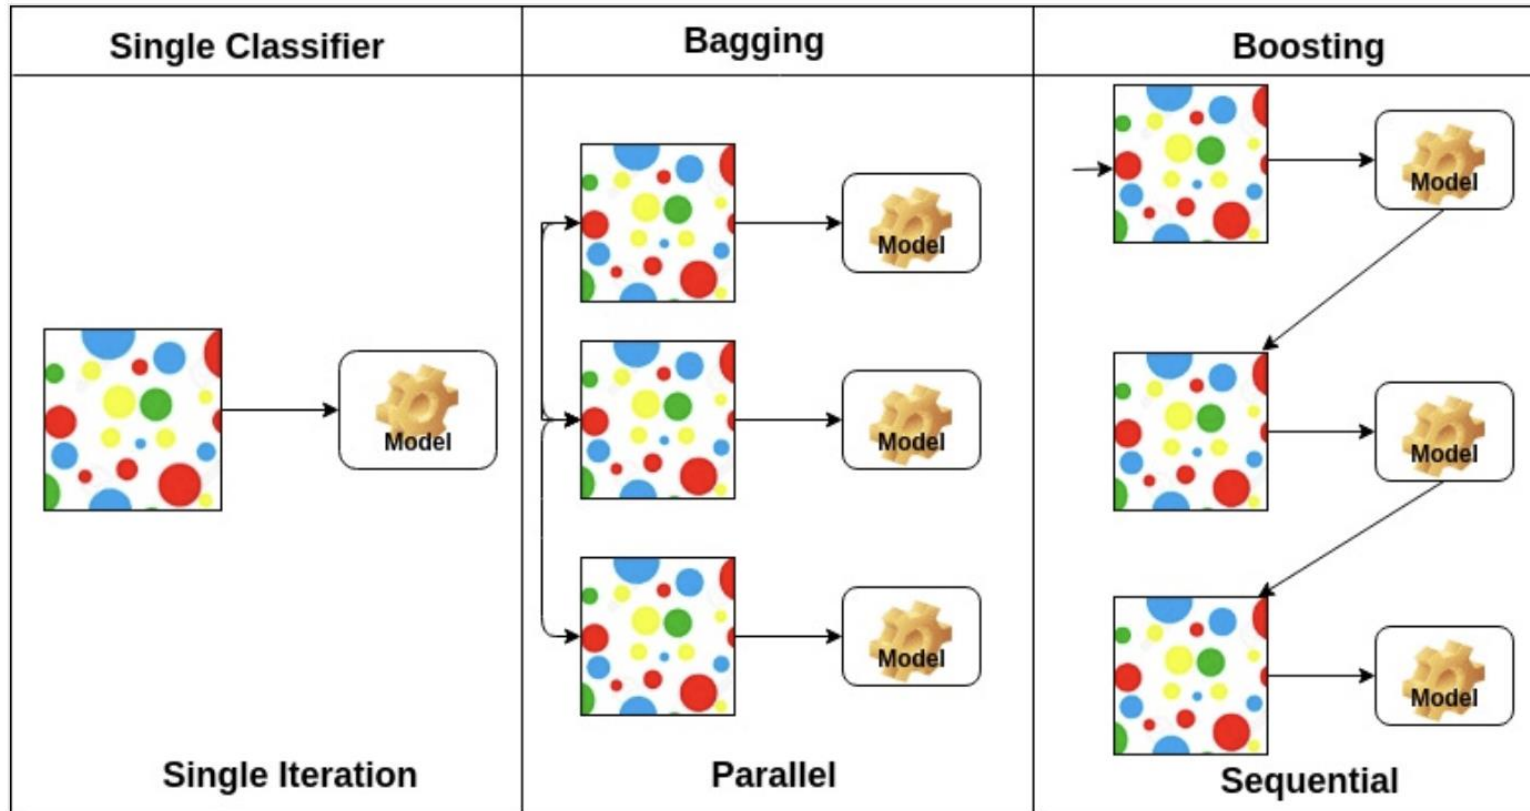 Single Classifier
Bagging
Boosting
Model
Model
Model
Model
Model
Model
Model
Single Iteration
Parallel
Sequential